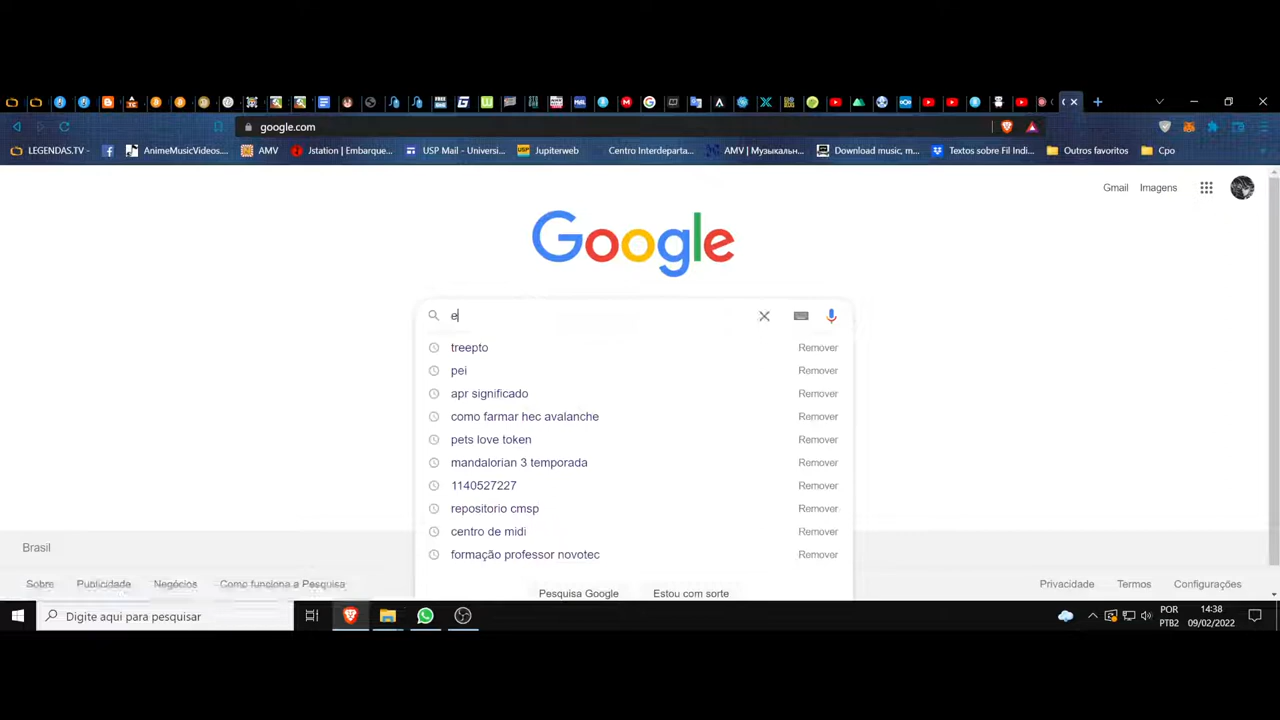 google.com
LEGENDAS.TV -
AnimeMusicVideos...
AMV
Jstation | Embarque...
USP Mail - Universi...
Jupiterweb
Centro Interdeparta...
AMV | Музыкальн...
Download music, m...
Textos sobre Fil Indi...
Outros favoritos
Cpo
Gmail
Imagens
Google
e
treepto Remover
pei Remover
apr significado Remover
como farmar hec avalanche Remover
pets love token Remover
mandalorian 3 temporada Remover
1140527227 Remover
repositorio cmsp Remover
centro de midi Remover
formação professor novotec Remover
Brasil
Sobre Publicidade Negócios Como funciona a Pesquisa
Privacidade Termos Configurações
Pesquisa Google Estou com sorte
Digite aqui para pesquisar
POR
PTB2
14:38
09/02/2022